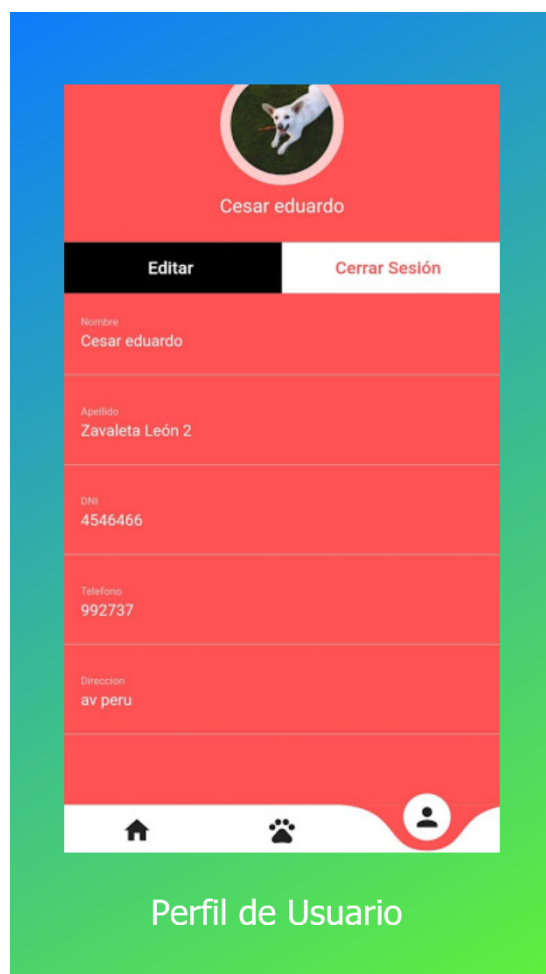 Cesar eduardo
Editar
Cerrar Sesión
Nombre
Cesar eduardo
Apellido
Zavaleta León 2
DNI
4546466
Telefono
992737
Direccion
av peru
Perfil de Usuario